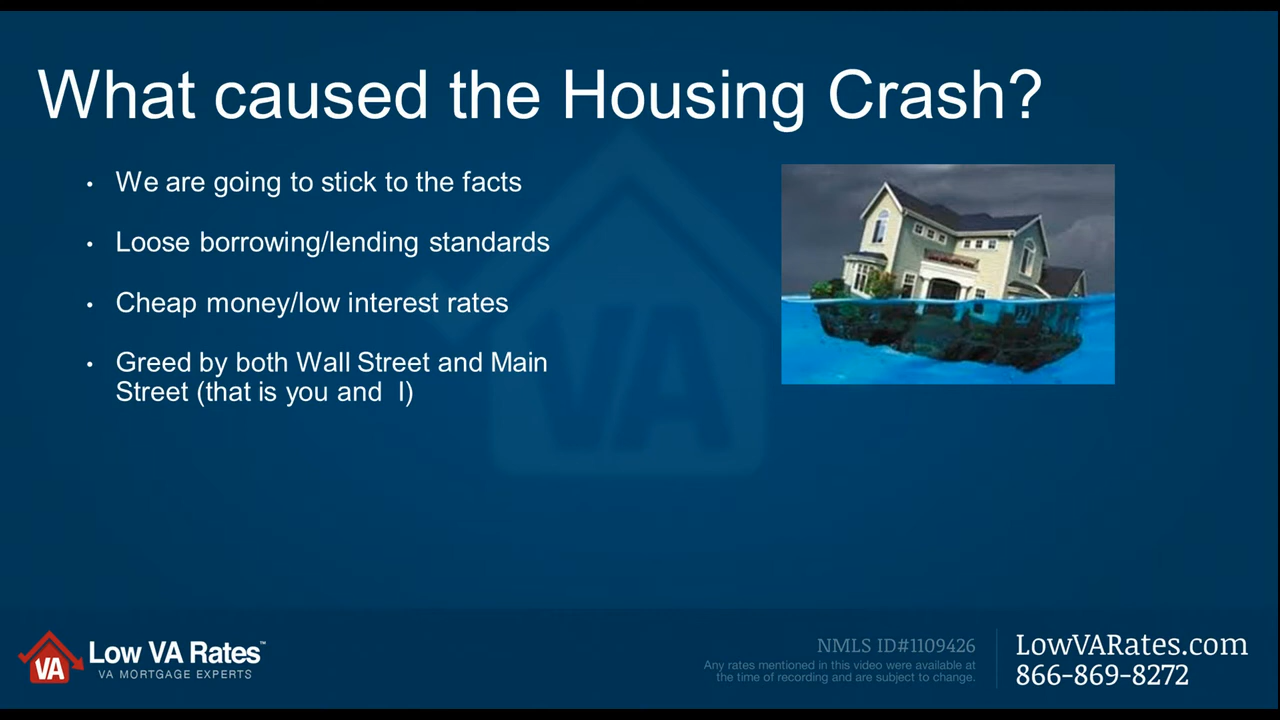 What caused the Housing Crash?
• We are going to stick to the facts
• Loose borrowing/lending standards
• Cheap money/low interest rates
• Greed by both Wall Street and Main
Street (that is you and  I)
VA
VA
Low VA Rates™
VA MORTGAGE EXPERTS
NMLS ID#1109426
Any rates mentioned in this video were available at
the time of recording and are subject to change.
LowVARates.com
866-869-8272